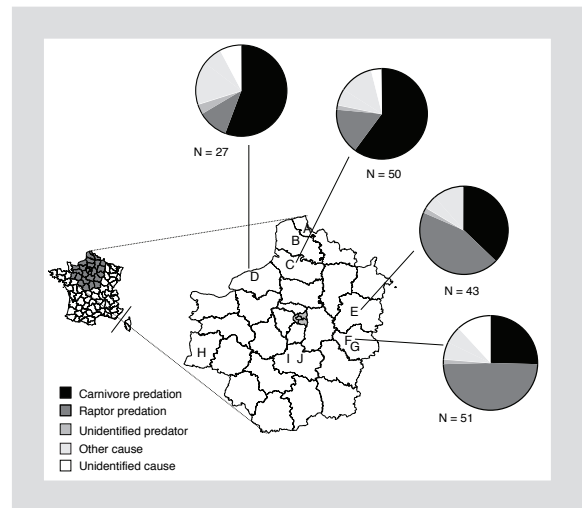 N = 27
N = 50
N = 43
N = 51
A
B
C
D
E
F
G
H
I J
Carnivore predation
Raptor predation
Unidentified predator
Other cause
Unidentified cause